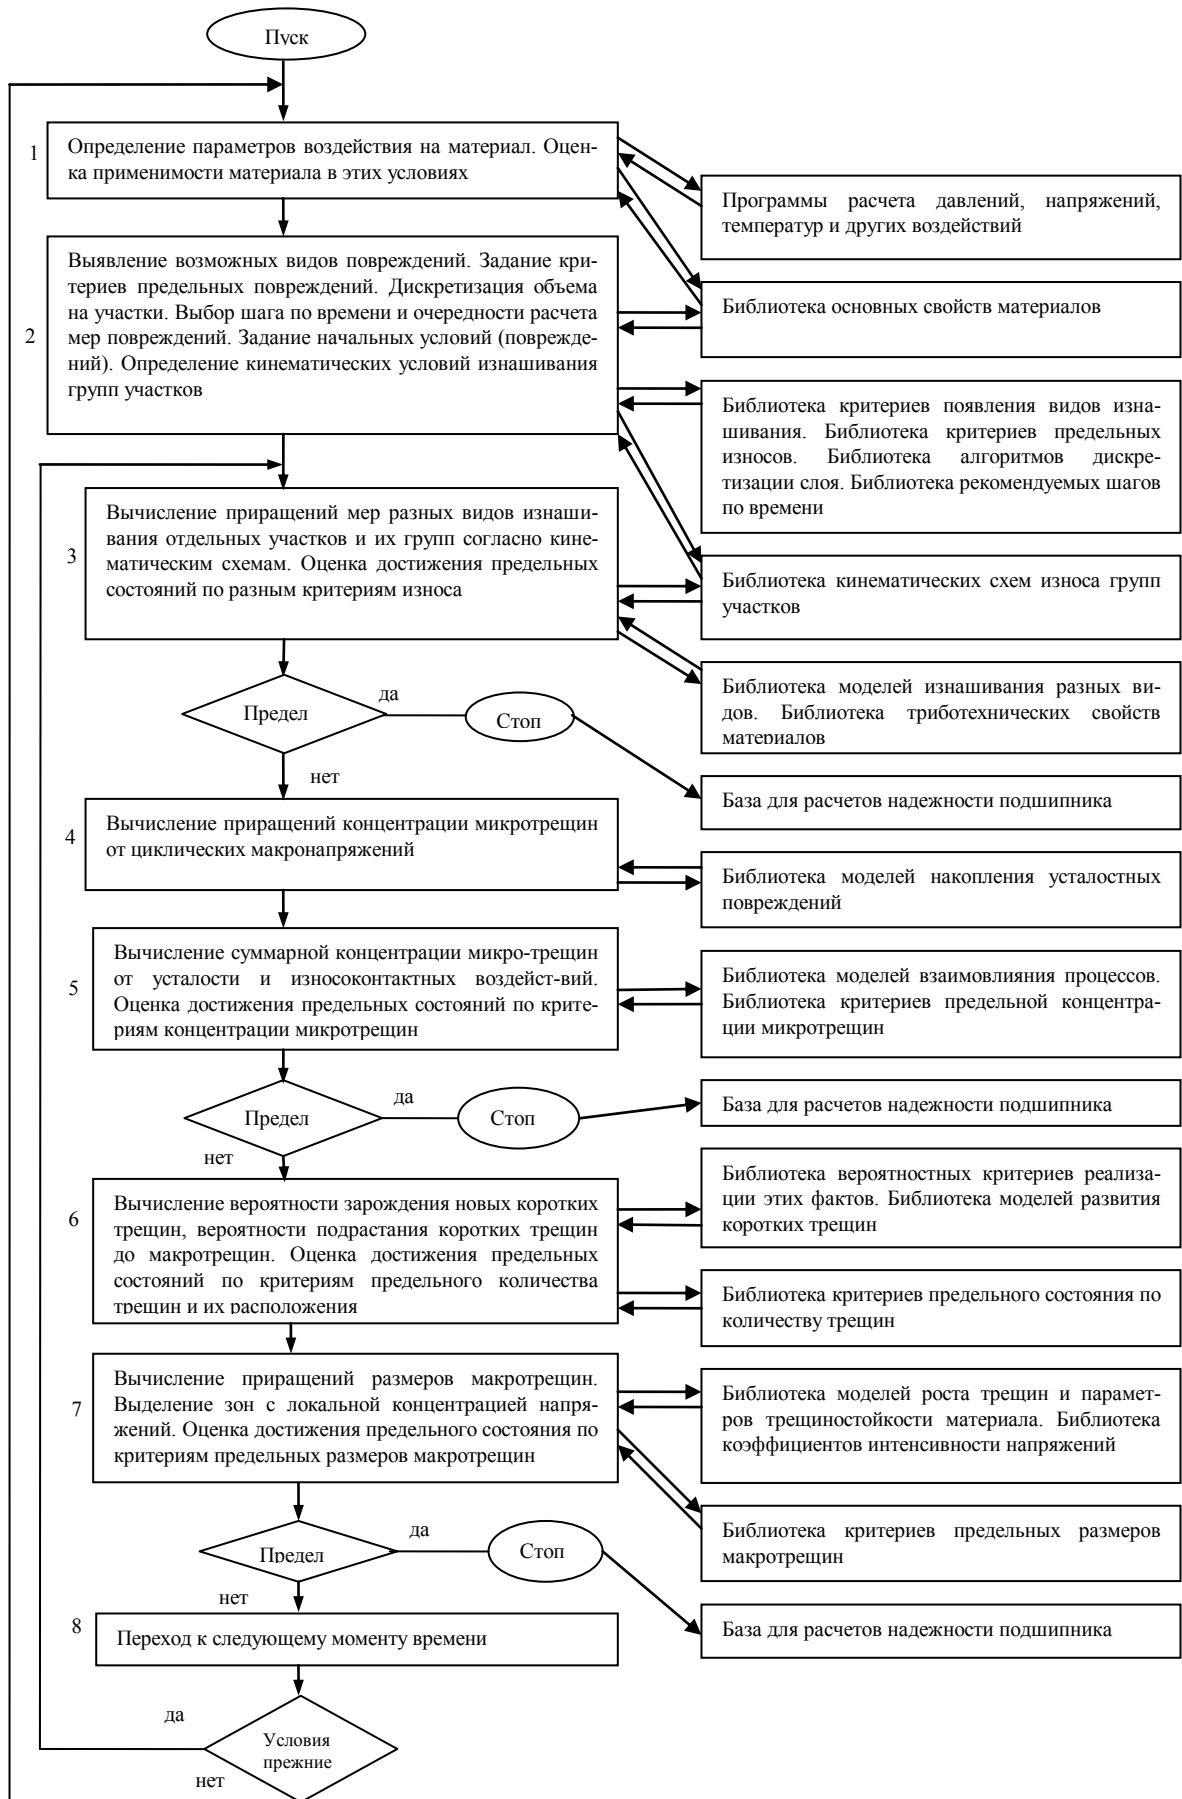 Пуск
1
Определение параметров воздействия на материал. Оцен-
ка применимости материала в этих условиях
Программы расчета давлений, напряжений,
температур и других воздействий
2
Выявление возможных видов повреждений. Задание кри-
териев предельных повреждений. Дискретизация объема
на участки. Выбор шага по времени и очередности расчета
мер повреждений. Задание начальных условий (поврежде-
ний). Определение кинематических условий изнашивания
групп участков
Библиотека основных свойств материалов
Библиотека критериев появления видов изна-
шивания. Библиотека критериев предельных
износов. Библиотека алгоритмов дискре-
тизации слоя. Библиотека рекомендуемых шагов
по времени
3
Вычисление приращений мер разных видов изнаши-
вания отдельных участков и их групп согласно кине-
матическим схемам. Оценка достижения предельных
состояний по разным критериям износа
Библиотека кинематических схем износа групп
участков
Библиотека моделей изнашивания разных ви-
дов. Библиотека триботехнических свойств
материалов
Предел
да
Стоп
нет
База для расчетов надежности подшипника
4
Вычисление приращений концентрации микротрещин
от циклических макронапряжений
Библиотека моделей накопления усталостных
повреждений
5
Вычисление суммарной концентрации микро-трещин
от усталости и износоконтактных воздейст-вий.
Оценка достижения предельных состояний по крите-
риям концентрации микротрещин
Библиотека моделей взаимовлияния процессов.
Библиотека критериев предельной концентра-
ции микротрещин
Предел
да
Стоп
нет
База для расчетов надежности подшипника
6
Вычисление вероятности зарождения новых коротких
трещин, вероятности подрастания коротких трещин
до макротрещин. Оценка достижения предельных
состояний по критериям предельного количества
трещин и их расположения
Библиотека вероятностных критериев реализа-
ции этих фактов. Библиотека моделей развития
коротких трещин
Библиотека критериев предельного состояния по
количеству трещин
7
Вычисление приращений размеров макротрещин.
Выделение зон с локальной концентрацией напря-
жений. Оценка достижения предельного состояния по
критериям предельных размеров макротрещин
Библиотека моделей роста трещин и парамет-
ров трещиностойкости материала. Библиотека
коэффициентов интенсивности напряжений
Библиотека критериев предельных размеров
макротрещин
Предел
да
Стоп
нет
База для расчетов надежности подшипника
8
Переход к следующему моменту времени
да
Условия
прежние
нет